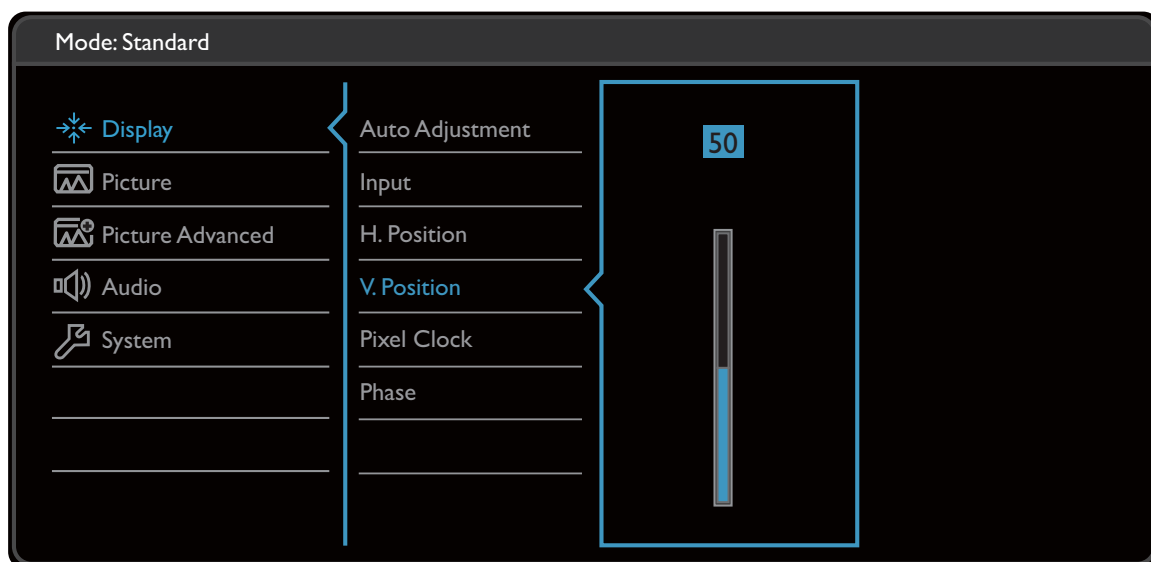 Mode: Standard
Display
Picture
Picture Advanced
Audio
System
Auto Adjustment
Input
H. Position
V. Position
Pixel Clock
Phase
50